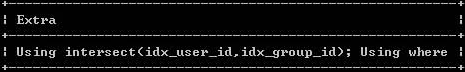 Extra
Using intersect(idx_user_id,idx_group_id); Using where